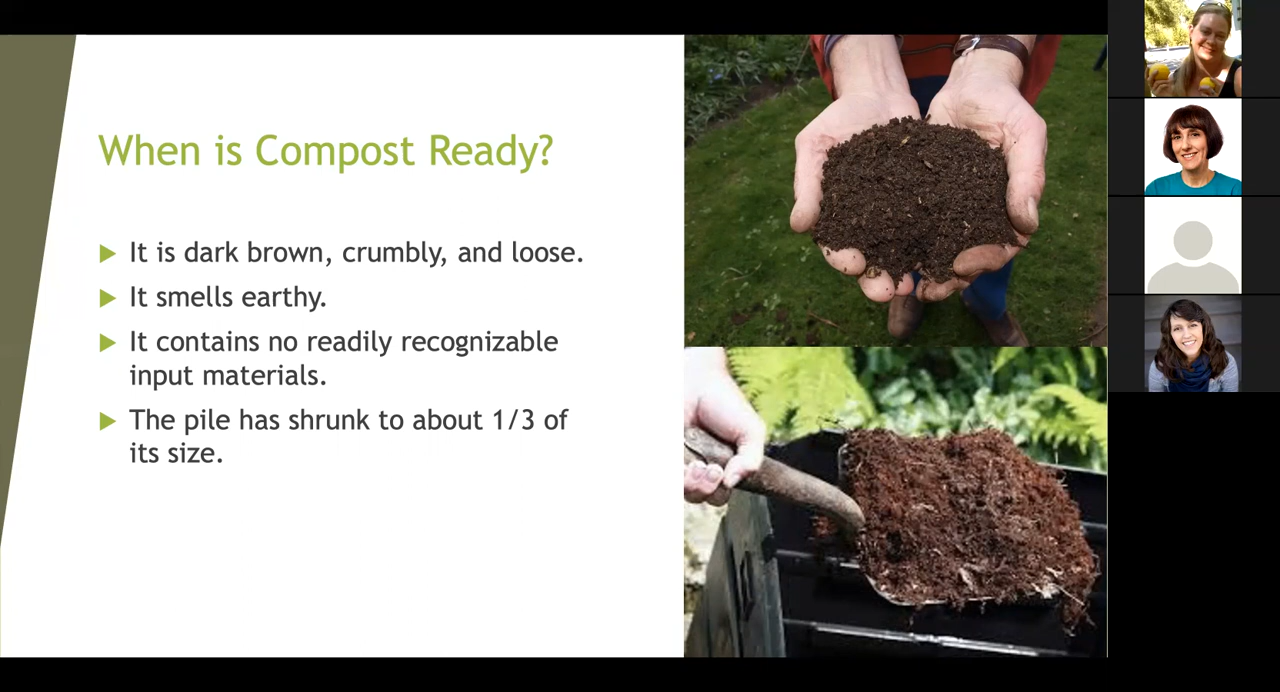 When is Compost Ready?
It is dark brown, crumbly, and loose.
It smells earthy.
It contains no readily recognizable
input materials.
The pile has shrunk to about 1/3 of
its size.